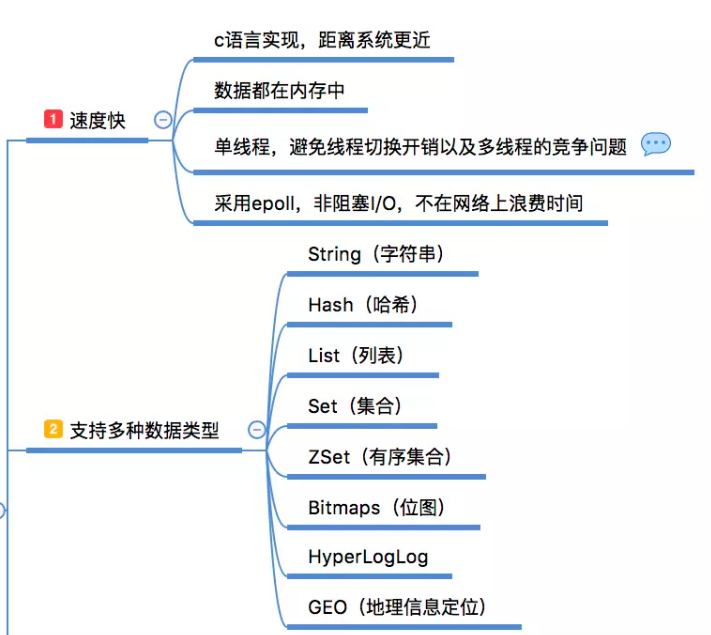 1 速度快
c语言实现，距离系统更近
数据都在内存中
单线程，避免线程切换开销以及多线程的竞争问题
采用epoll，非阻塞I/O，不在网络上浪费时间
2 支持多种数据类型
String（字符串）
Hash（哈希）
List（列表）
Set（集合）
ZSet（有序集合）
Bitmaps（位图）
HyperLogLog
GEO（地理信息定位）